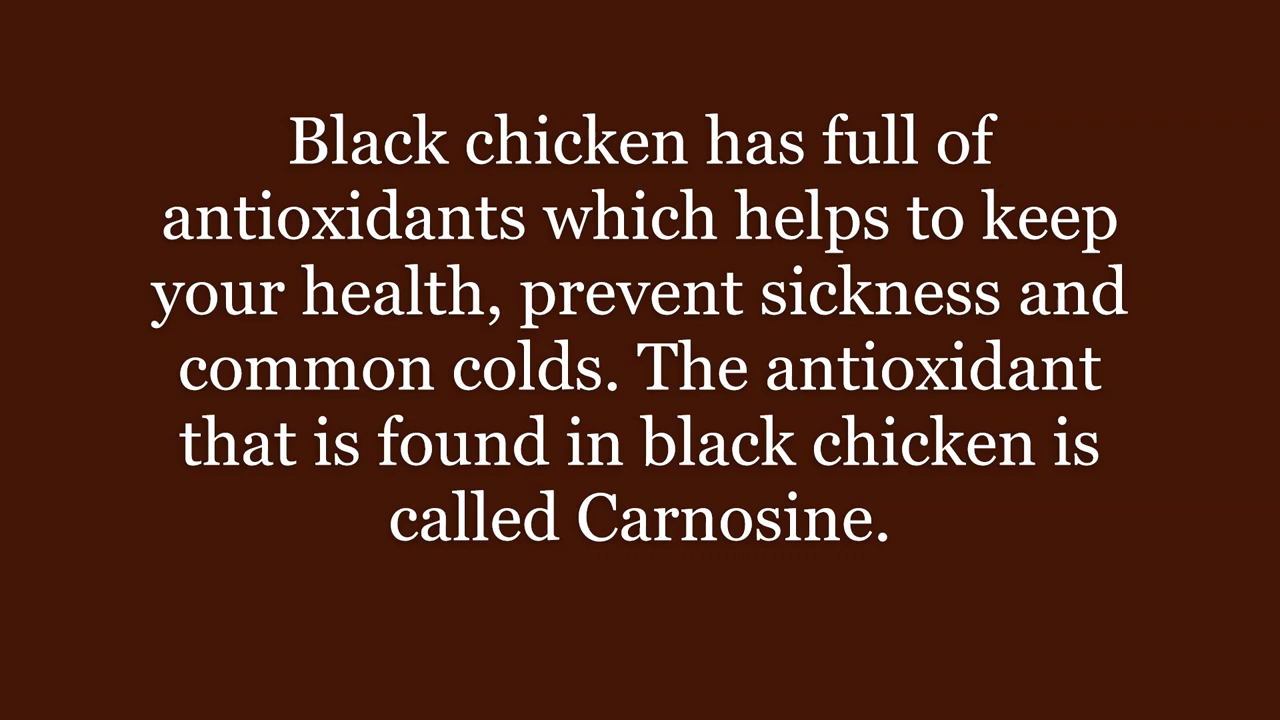 Black chicken has full of
antioxidants which helps to keep
your health, prevent sickness and
common colds. The antioxidant
that is found in black chicken is
called Carnosine.